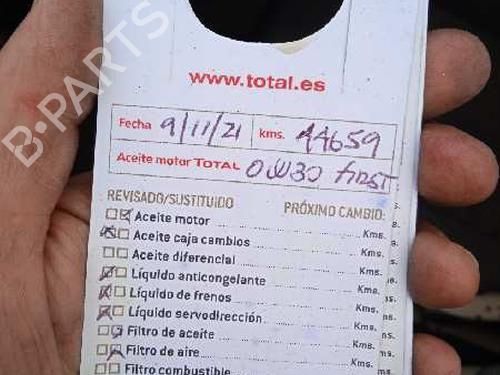 www.total.es
Fecha 9/11/21 kms. 44659
Aceite motor TOTAL 0W30 FIRST
REVISADO/SUSTITUIDO PRÓXIMO CAMBIO:
Aceite motor Kms.
Aceite caja cambios Kms.
Aceite diferencial Kms.
Líquido anticongelante Kms.
Líquido de frenos Kms.
Líquido servodirección Kms.
Filtro de aceite Kms.
Filtro de aire Kms.
Filtro combustible
B-PARTS